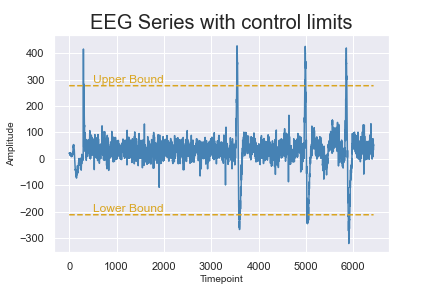 EEG Series with control limits
400
300
200
100
0
−100
−200
−300
Amplitude
Upper Bound
Lower Bound
0 1000 2000 3000 4000 5000 6000
Timepoint